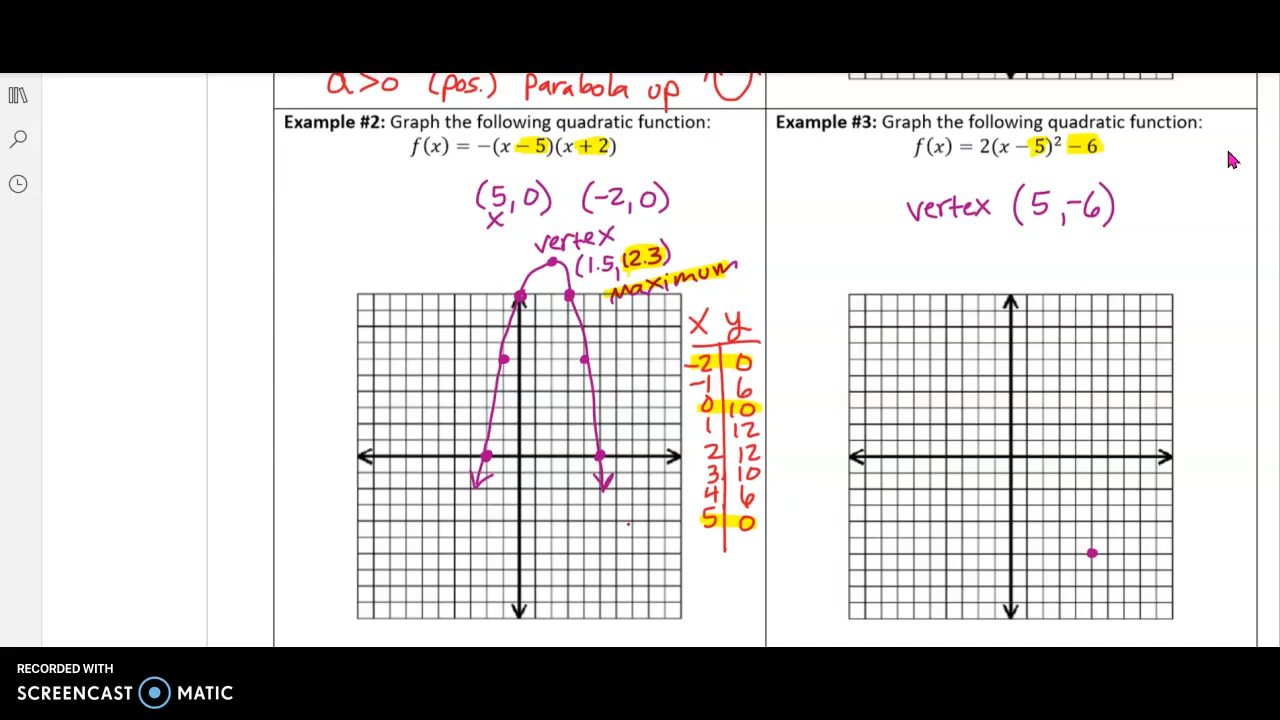 a>0 (pos.) Parabola up
Example #2: Graph the following quadratic function:
f(x) = −(x − 5)(x + 2)
(5, 0) (-2, 0)
x
vertex
(1.5, 12.3)
maximum
x y
-2 0
-1 6
0 10
1 12
2 12
3 10
4 6
5 0
Example #3: Graph the following quadratic function:
f(x) = 2(x − 5)² − 6
vertex (5, -6)
RECORDED WITH
SCREENCAST MATIC